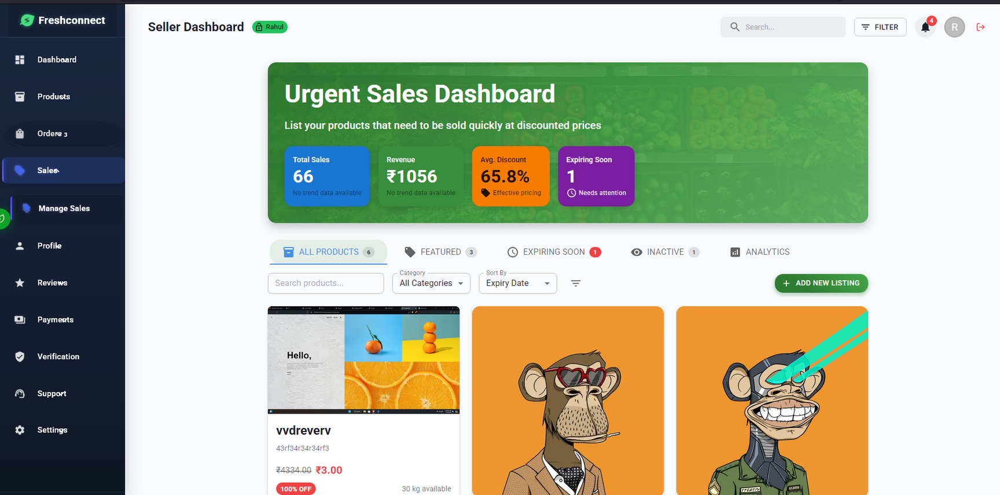 Freshconnect
Seller Dashboard
Rahul
Search...
FILTER
4
R
Dashboard
Products
Orders 3
Sales
Manage Sales
Profile
Reviews
Payments
Verification
Support
Settings
Urgent Sales Dashboard
List your products that need to be sold quickly at discounted prices
Total Sales
66
No trend data available
Revenue
₹1056
No trend data available
Avg. Discount
65.8%
Effective pricing
Expiring Soon
1
Needs attention
ALL PRODUCTS 6
FEATURED 3
EXPIRING SOON 1
INACTIVE 1
ANALYTICS
Search products...
Category
All Categories
Sort By
Expiry Date
+ ADD NEW LISTING
Hello,
vvdreverv
43rf34r34r34rf3
₹4334.00 ₹3.00
100% OFF
30 kg available